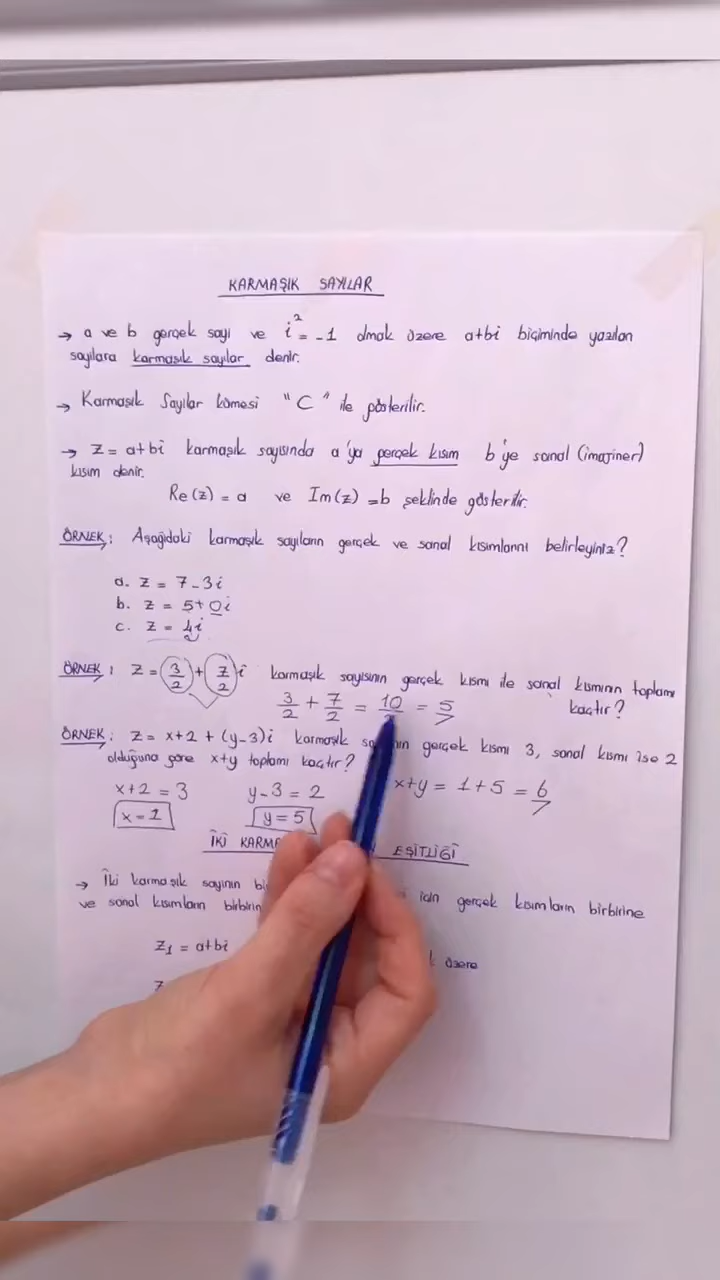 KARMAŞIK SAYILAR
→ a ve b gerçek sayı ve i² = -1 olmak üzere a+bi biçiminde yazılan
sayılara karmaşık sayılar denir.
→ Karmaşık Sayılar kümesi "C" ile gösterilir.
→ z = a+bi karmaşık sayısında a'ya gerçek kısım b'ye sanal (imajiner)
kısım denir.
Re(z) = a ve Im(z) = b şeklinde gösterilir.
ÖRNEK: Aşağıdaki karmaşık sayıların gerçek ve sanal kısımlarını belirleyiniz?
a. z = 7-3i
b. z = 5+0i
c. z = 4i
ÖRNEK: z = 3/2 + 7/2 i karmaşık sayısının gerçek kısmı ile sanal kısmının toplamı
kaçtır?
3/2 + 7/2 = 10 = 5
ÖRNEK: z = x+2 + (y-3)i karmaşık gerçek kısmı 3, sanal kısmı ise 2
olduğuna göre x+y toplamı kaçtır?
x+2 = 3 y-3 = 2 x+y = 1+5 = 6
x=1 y=5
İKİ EŞİTLİĞİ
→ İki karmaşık sayının için gerçek kısımların birbirine
ve sanal kısımların
z₁ = a+bi üzere